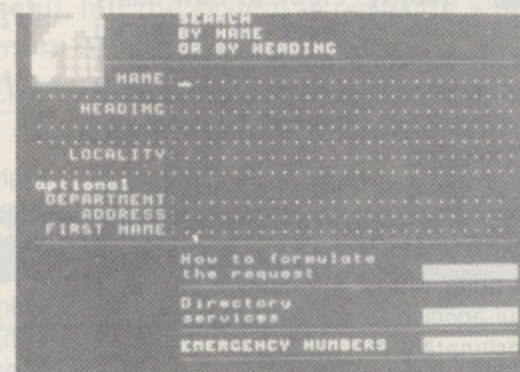 SEARCH
BY NAME
OR BY HEADING
NAME:
HEADING:
LOCALITY:
optional
DEPARTMENT:
ADDRESS:
FIRST NAME:
How to formulate
the request
Directory
services
EMERGENCY NUMBERS